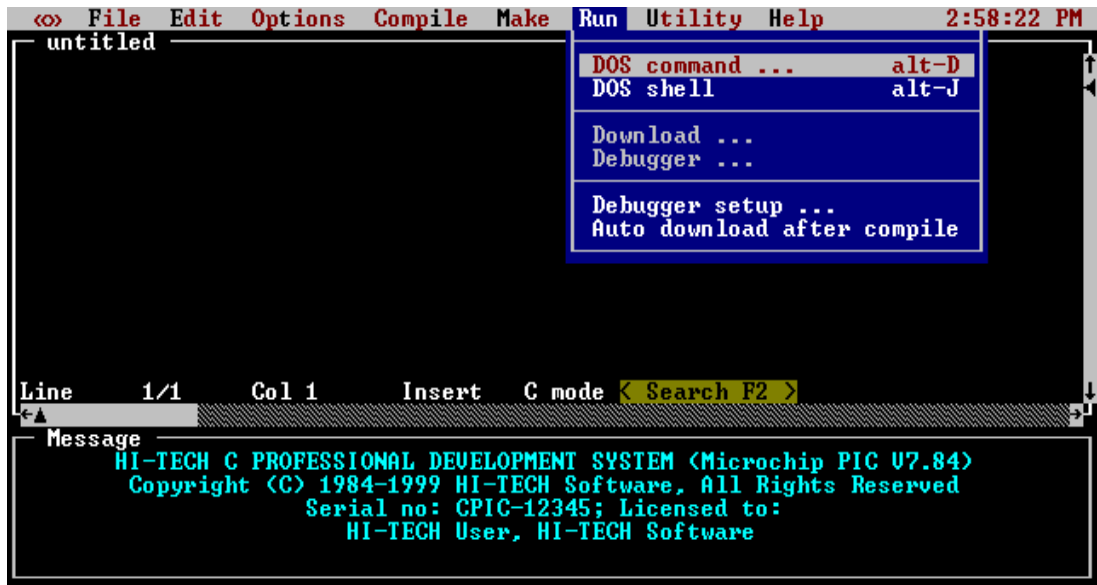 <<>> File Edit Options Compile Make Run Utility Help 2:58:22 PM
untitled
DOS command ... alt-D
DOS shell alt-J
Download ...
Debugger ...
Debugger setup ...
Auto download after compile
Line 1/1 Col 1 Insert C mode < Search F2 >
Message
HI-TECH C PROFESSIONAL DEVELOPMENT SYSTEM (Microchip PIC V7.84)
Copyright (C) 1984-1999 HI-TECH Software, All Rights Reserved
Serial no: CPIC-12345; Licensed to:
HI-TECH User, HI-TECH Software